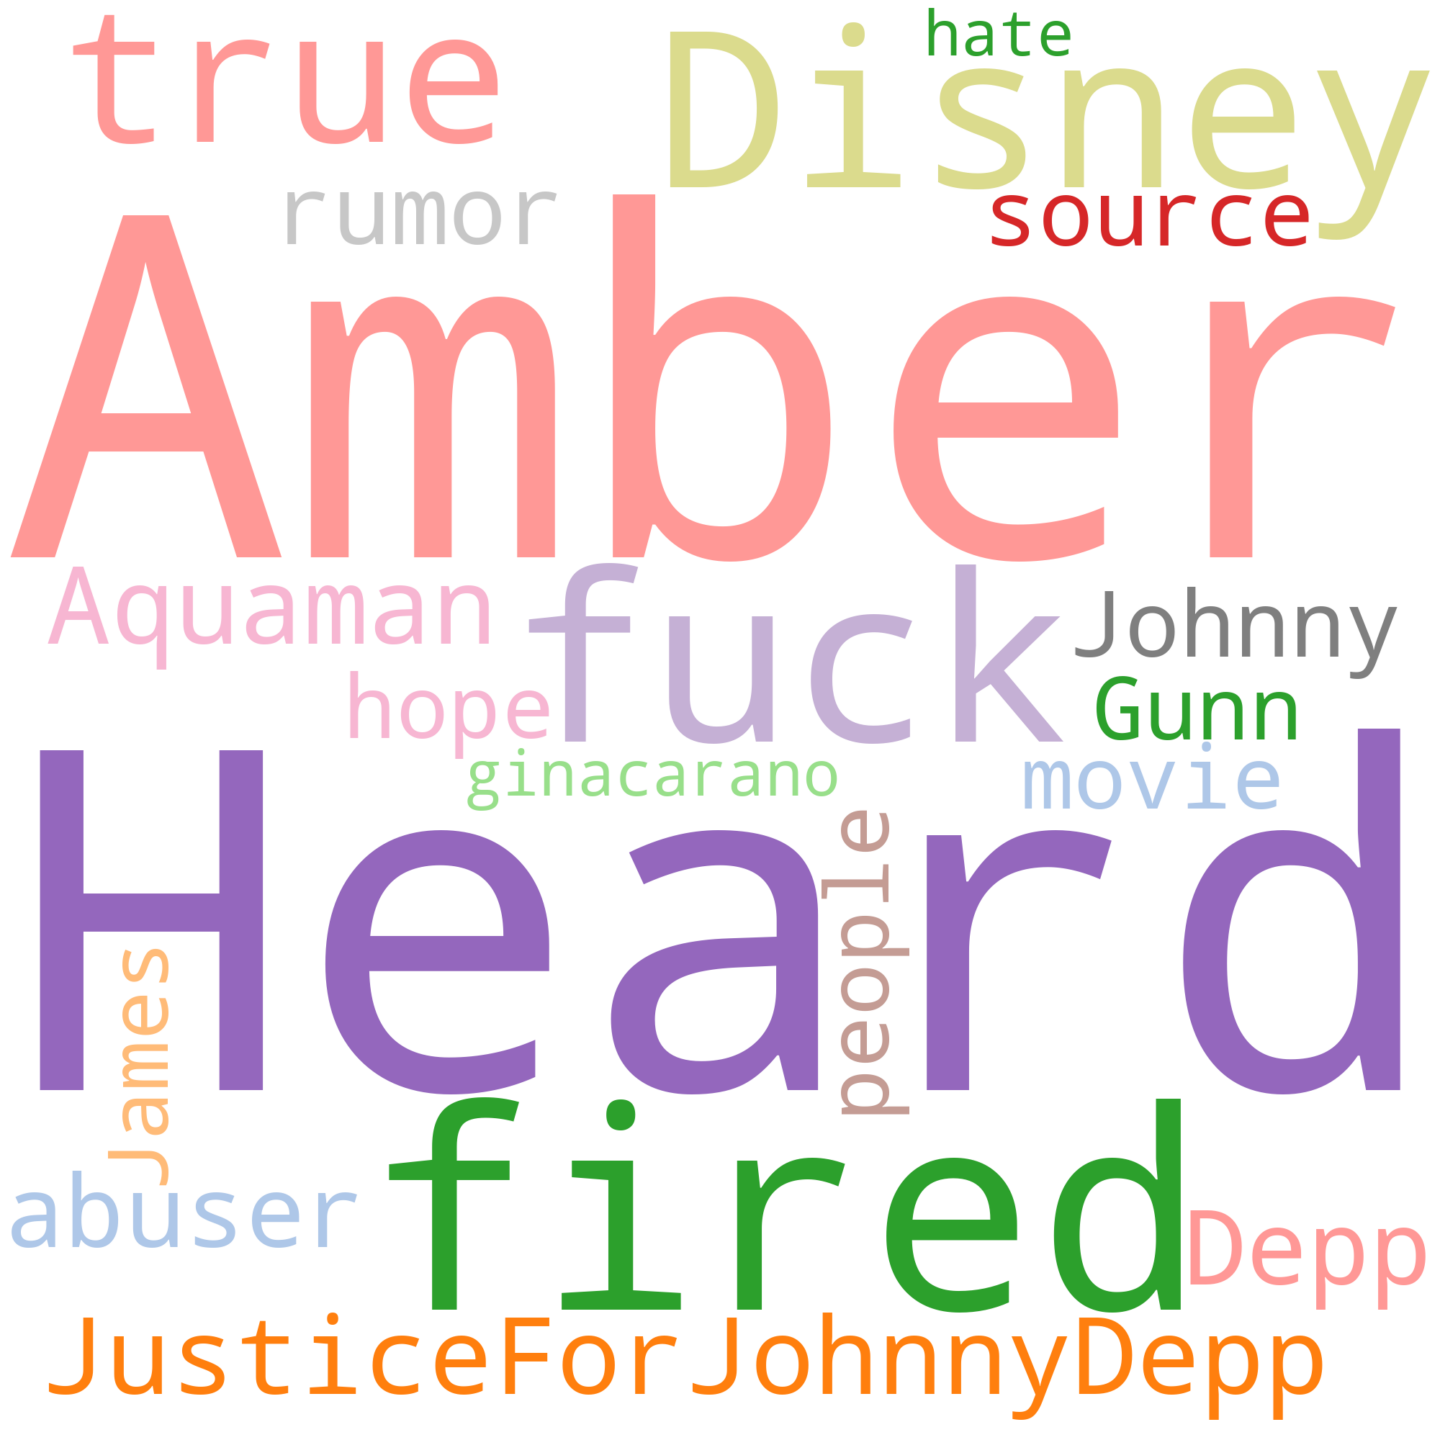 true
hate
Disney
rumor
source
Amber
Aquaman
fuck
Johnny
hope
Gunn
ginacarano
movie
Heard
people
James
fired
abuser
Depp
JusticeForJohnnyDepp